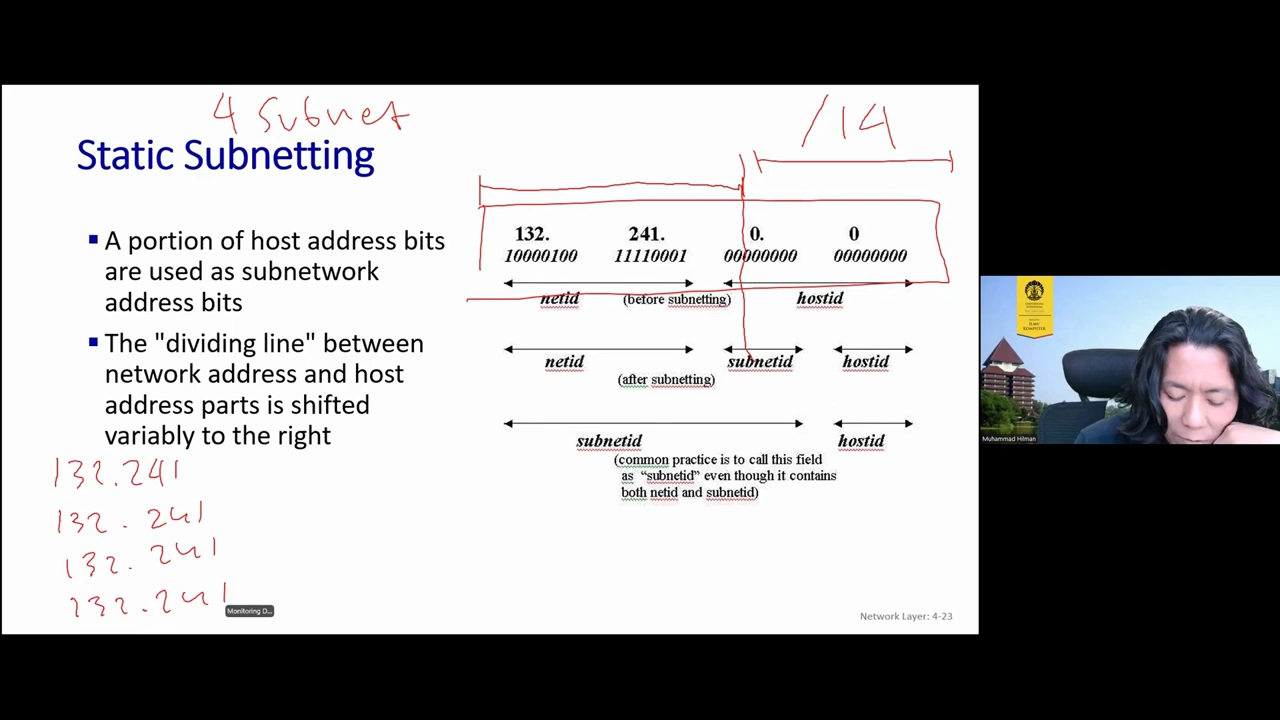 4 Subnet
/14
Static Subnetting
A portion of host address bits
are used as subnetwork
address bits
The "dividing line" between
network address and host
address parts is shifted
variably to the right
132.241
132.241
132.241
132.241
132. 241. 0. 0
10000100 11110001 00000000 00000000
netid (before subnetting) hostid
netid subnetid hostid
(after subnetting)
subnetid hostid
(common practice is to call this field
as “subnetid” even though it contains
both netid and subnetid)
Monitoring D...
Network Layer: 4-23
ILMU
KOMPUTER
Muhammad Hilman